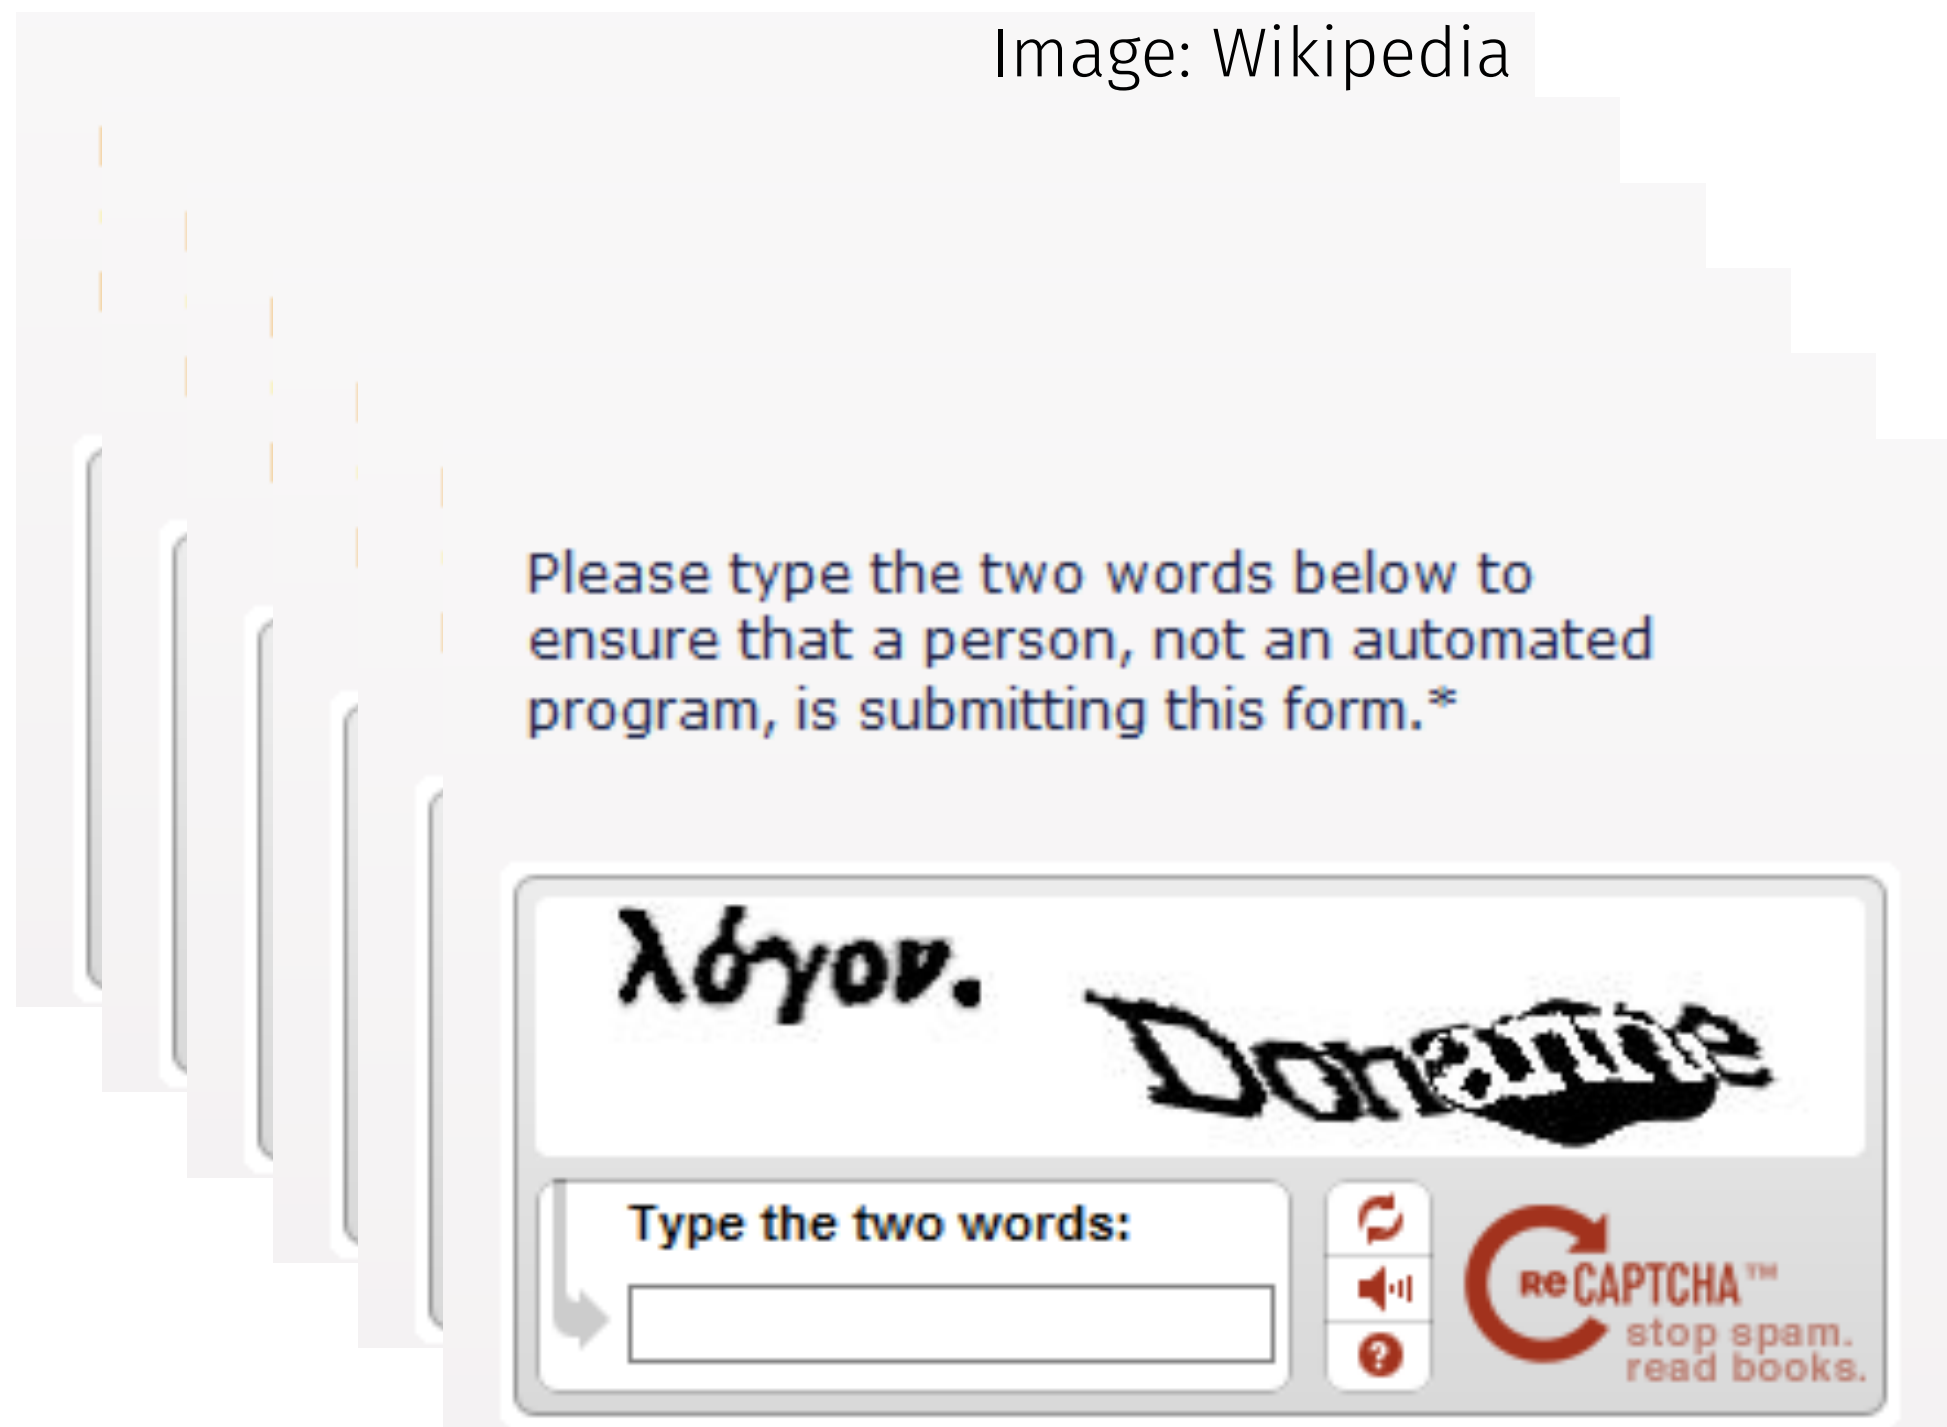 Image: Wikipedia
Please type the two words below to
ensure that a person, not an automated
program, is submitting this form.*
λόγον.
Type the two words:
reCAPTCHA™
stop spam.
read books.